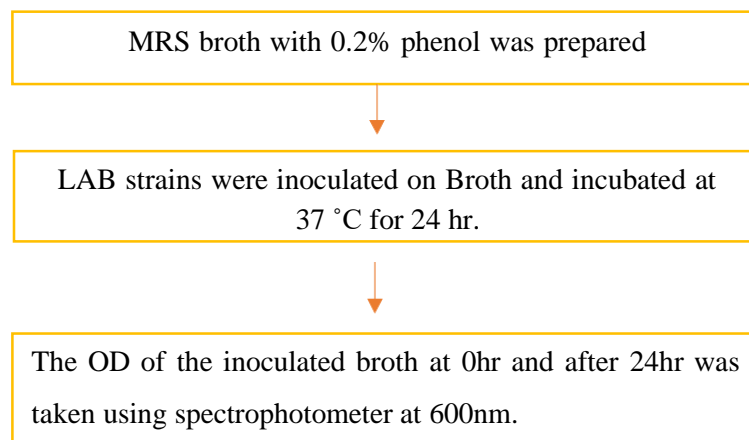 MRS broth with 0.2% phenol was prepared
LAB strains were inoculated on Broth and incubated at
37 ˚C for 24 hr.
The OD of the inoculated broth at 0hr and after 24hr was
taken using spectrophotometer at 600nm.